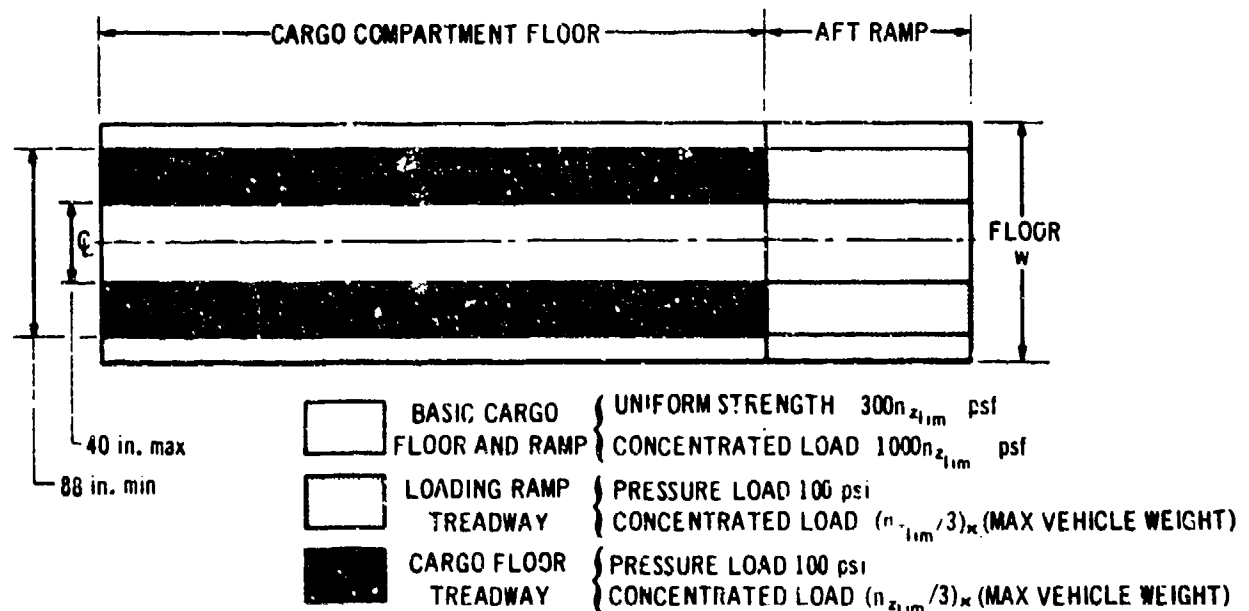 CARGO COMPARTMENT FLOOR
AFT RAMP
℄
FLOOR
W
40 in. max
88 in. min
BASIC CARGO
FLOOR AND RAMP
UNIFORM STRENGTH 300n_z_lim psf
CONCENTRATED LOAD 1000n_z_lim psf
LOADING RAMP
TREADWAY
PRESSURE LOAD 100 psi
CONCENTRATED LOAD (n_z_lim/3)x (MAX VEHICLE WEIGHT)
CARGO FLOOR
TREADWAY
PRESSURE LOAD 100 psi
CONCENTRATED LOAD (n_z_lim/3)x (MAX VEHICLE WEIGHT)